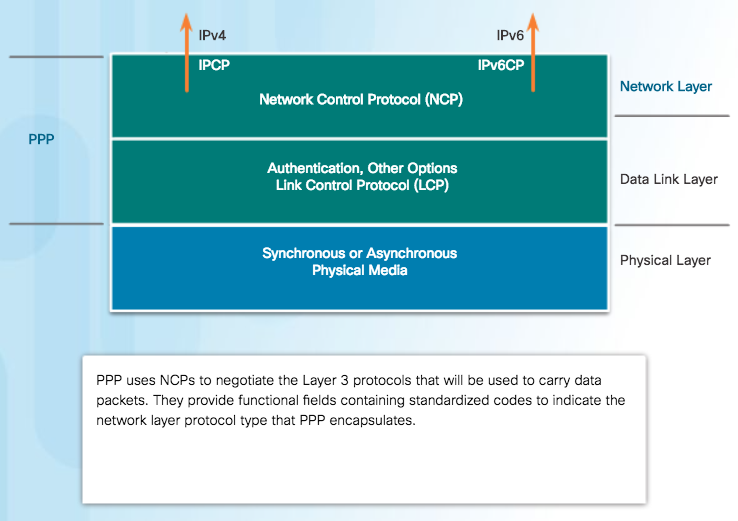 IPv4
IPv6
IPCP
IPv6CP
Network Control Protocol (NCP)
Network Layer
PPP
Authentication, Other Options
Link Control Protocol (LCP)
Data Link Layer
Synchronous or Asynchronous
Physical Media
Physical Layer
PPP uses NCPs to negotiate the Layer 3 protocols that will be used to carry data
packets. They provide functional fields containing standardized codes to indicate the
network layer protocol type that PPP encapsulates.